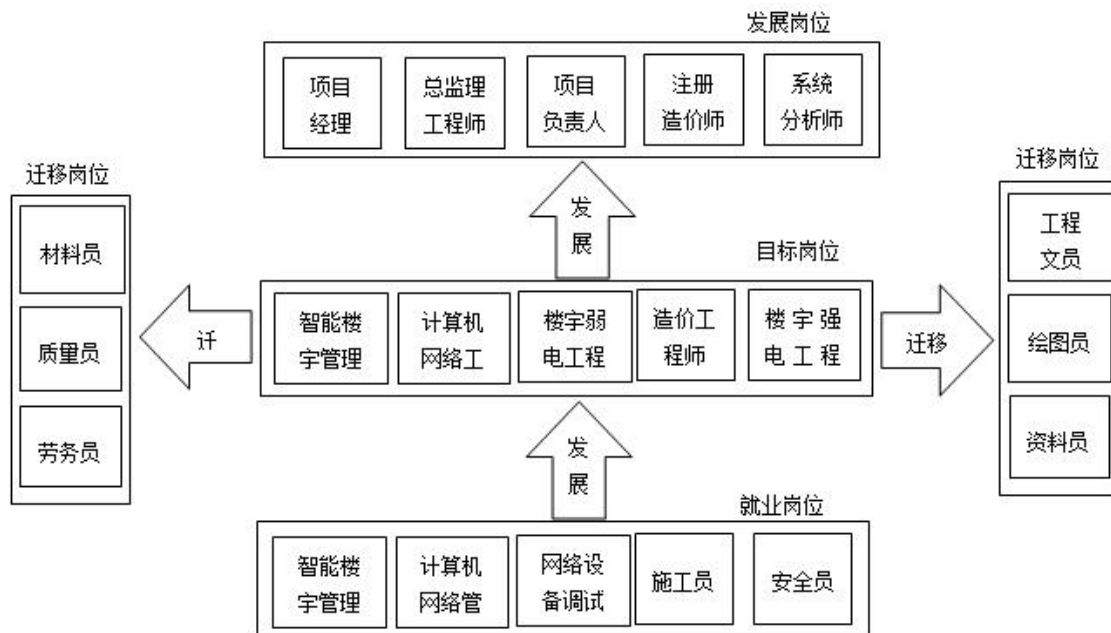 发展岗位
项目
经理
总监理
工程师
项目
负责人
注册
造价师
系统
分析师
迁移岗位
材料员
质量员
劳务员
迁移岗位
工程
文员
绘图员
资料员
发
展
目标岗位
智能楼
宇管理
计算机
网络工
楼宇弱
电工程
造价工
程师
楼宇强
电工程
迁
迁移
发
展
就业岗位
智能楼
宇管理
计算机
网络管
网络设
备调试
施工员
安全员